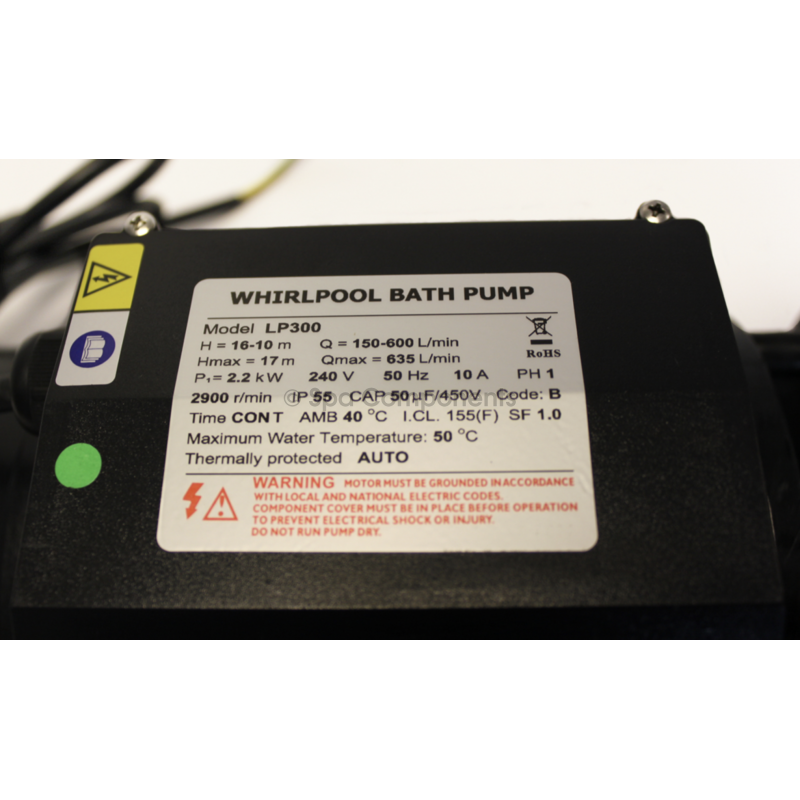 WHIRLPOOL BATH PUMP
Model LP300
H = 16-10 m Q = 150-600 L/min
Hmax = 17 m Qmax = 635 L/min
RoHS
P₁= 2.2 kW 240 V 50 Hz 10 A PH 1
2900 r/min IP 55 CAP 50μF/450V Code: B
© Spa Components
Time CONT AMB 40 °C I.CL. 155(F) SF 1.0
Maximum Water Temperature: 50 °C
Thermally protected AUTO
WARNING MOTOR MUST BE GROUNDED IN ACCORDANCE
WITH LOCAL AND NATIONAL ELECTRIC CODES.
COMPONENT COVER MUST BE IN PLACE BEFORE OPERATION
TO PREVENT ELECTRICAL SHOCK OR INJURY.
DO NOT RUN PUMP DRY.